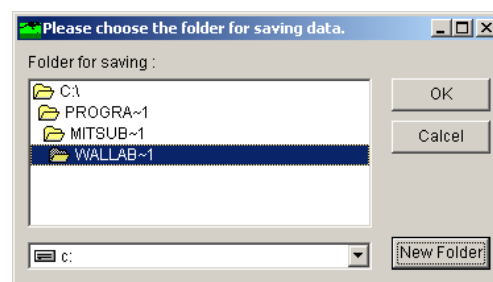 Please choose the folder for saving data.
Folder for saving :
C:\
PROGRA~1
MITSUB~1
WALLAB~1
c:
OK
Calcel
New Folder